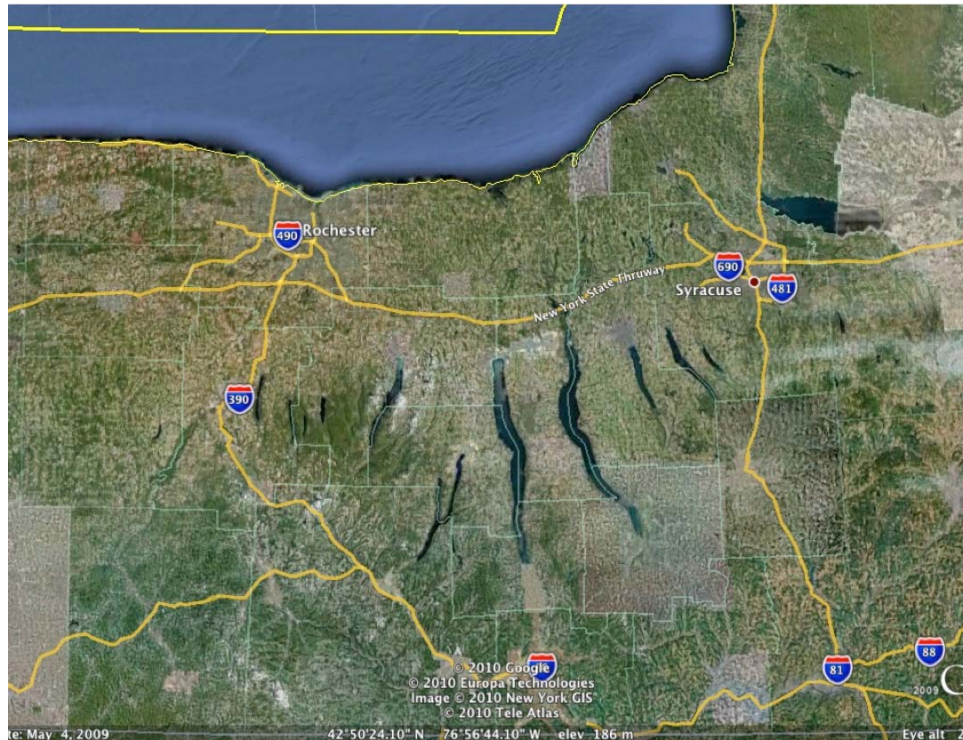 490
Rochester
New York State Thruway
690
Syracuse
481
390
88
81
© 2010 Google
© 2010 Europa Technologies
Image © 2010 New York GIS
© 2010 Tele Atlas
2009
te: May 4, 2009
42°50'24.10" N
76°56'44.10" W
elev 186 m
Eye alt 2